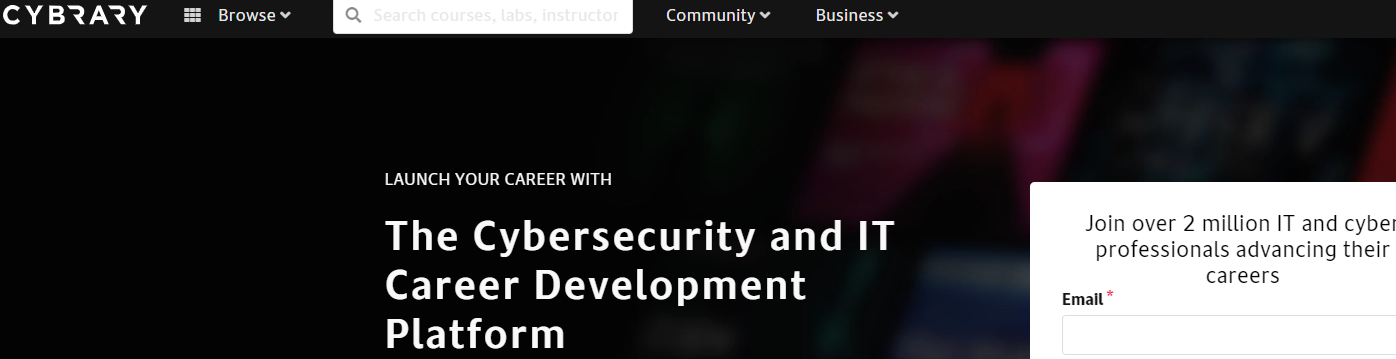 CYBRARY
Browse
Search courses, labs, instructor
Community
Business
LAUNCH YOUR CAREER WITH
The Cybersecurity and IT
Career Development
Platform
Join over 2 million IT and cyber
professionals advancing their
careers
Email *